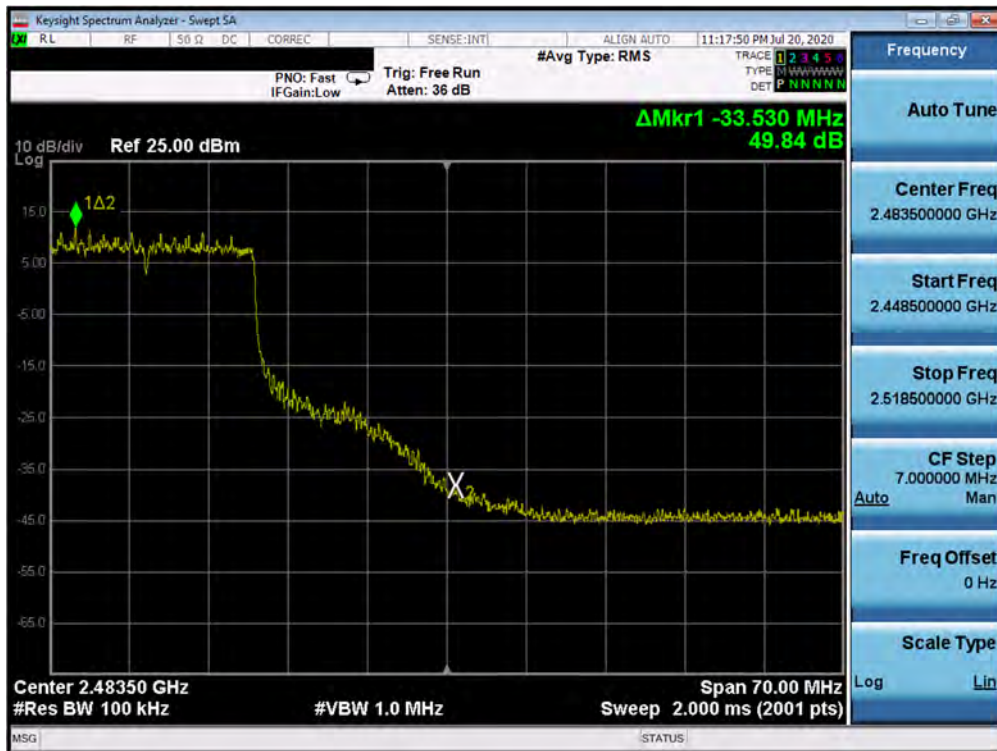 Keysight Spectrum Analyzer - Swept SA
LXI RL RF 50 Ω DC CORREC SENSE:INT ALIGN AUTO 11:17:50 PM Jul 20, 2020
#Avg Type: RMS
TRACE 1 2 3 4 5 6
TYPE M W W W W W
DET P N N N N N
PNO: Fast
IFGain:Low
Trig: Free Run
Atten: 36 dB
ΔMkr1 -33.530 MHz
49.84 dB
10 dB/div
Log
Ref 25.00 dBm
15.0
5.00
-5.00
-15.0
-25.0
-35.0
-45.0
-55.0
-65.0
1Δ2
X2
Center 2.48350 GHz
#Res BW 100 kHz
#VBW 1.0 MHz
Span 70.00 MHz
Sweep 2.000 ms (2001 pts)
MSG
STATUS
Frequency
Auto Tune
Center Freq
2.483500000 GHz
Start Freq
2.448500000 GHz
Stop Freq
2.518500000 GHz
CF Step
7.000000 MHz
Auto Man
Freq Offset
0 Hz
Scale Type
Log Lin